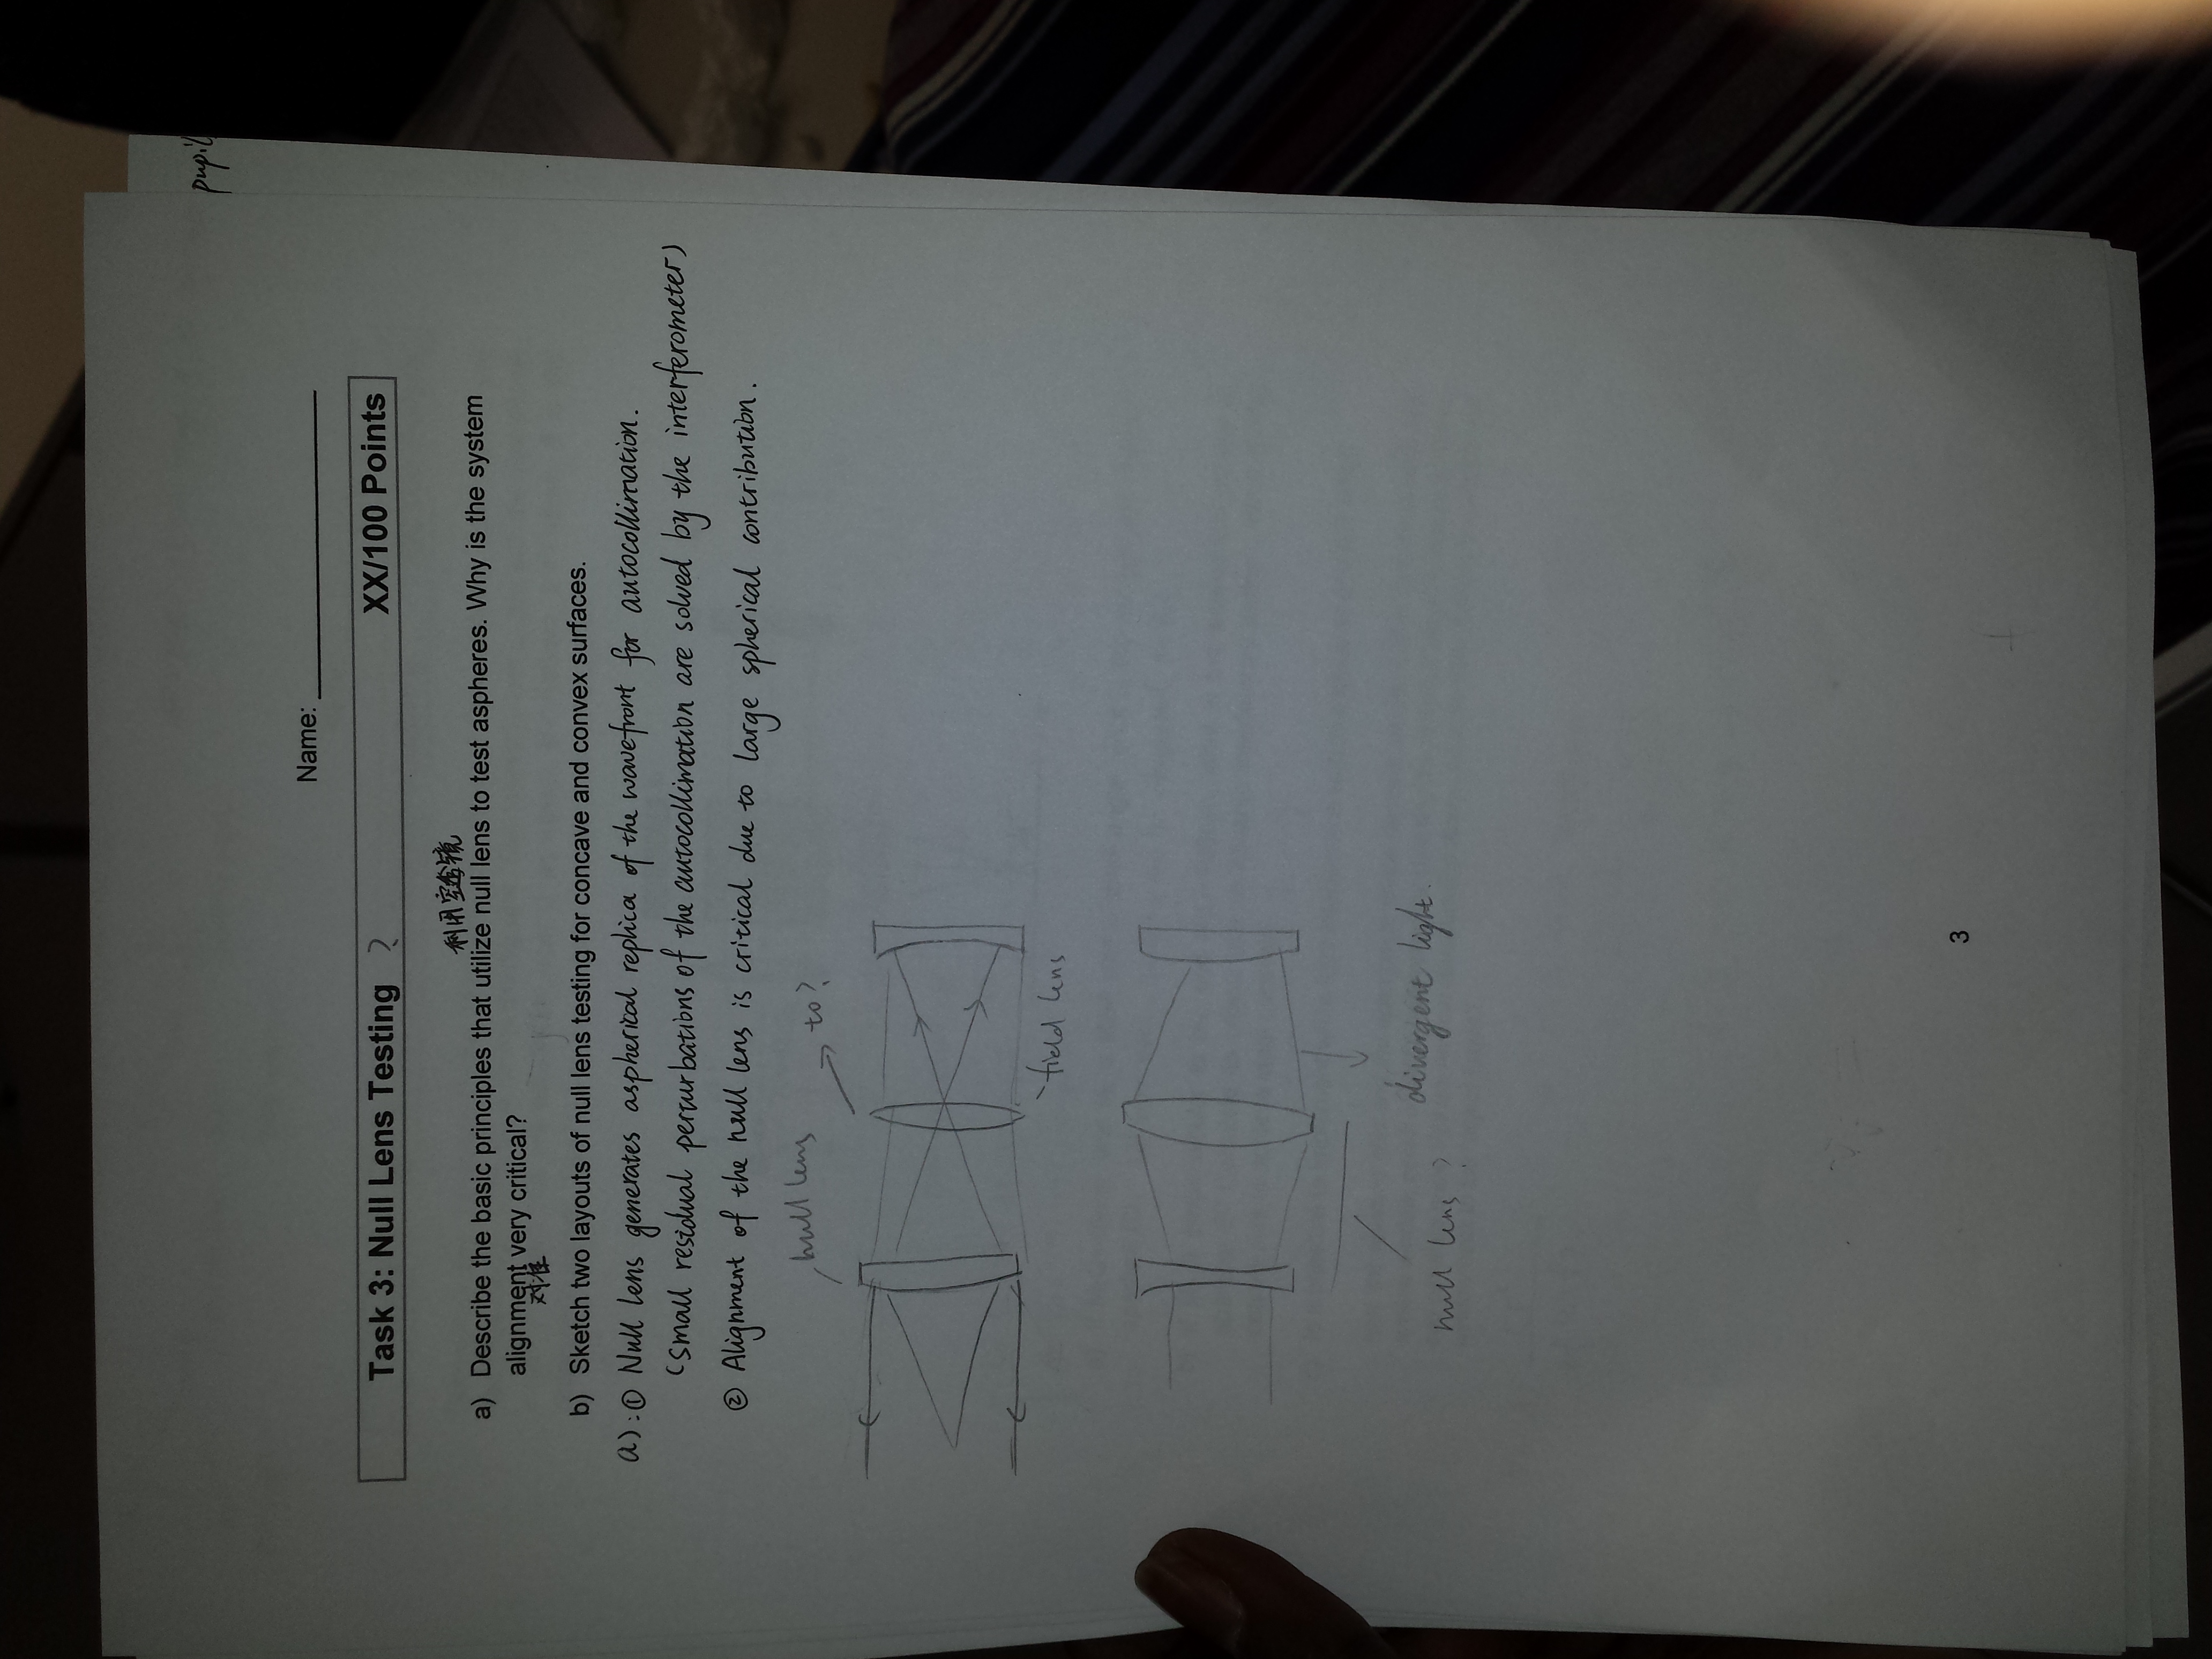 pupil
Name:
Task 3: Null Lens Testing ? XX/100 Points
利用空透镜
a) Describe the basic principles that utilize null lens to test aspheres. Why is the system
alignment very critical?
对准
b) Sketch two layouts of null lens testing for concave and convex surfaces.
a): ① Null lens generates aspherical replica of the wavefront for autocollimation.
(small residual perturbations of the autocollimation are solved by the interferometer)
② Alignment of the null lens is critical due to large spherical contribution.
null lens
to?
field lens
divergent light.
null lens ?
3